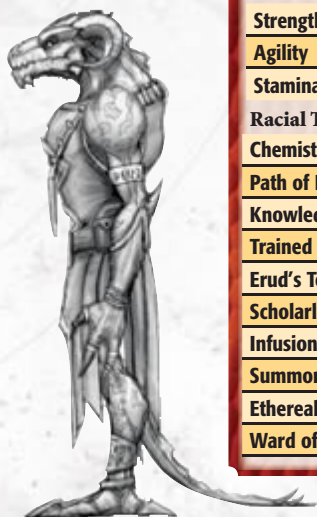 Strength
Agility
Stamina
Racial T
Chemist
Path of
Knowled
Trained
Erud's T
Scholarl
Infusion
Summon
Ethereal
Ward of